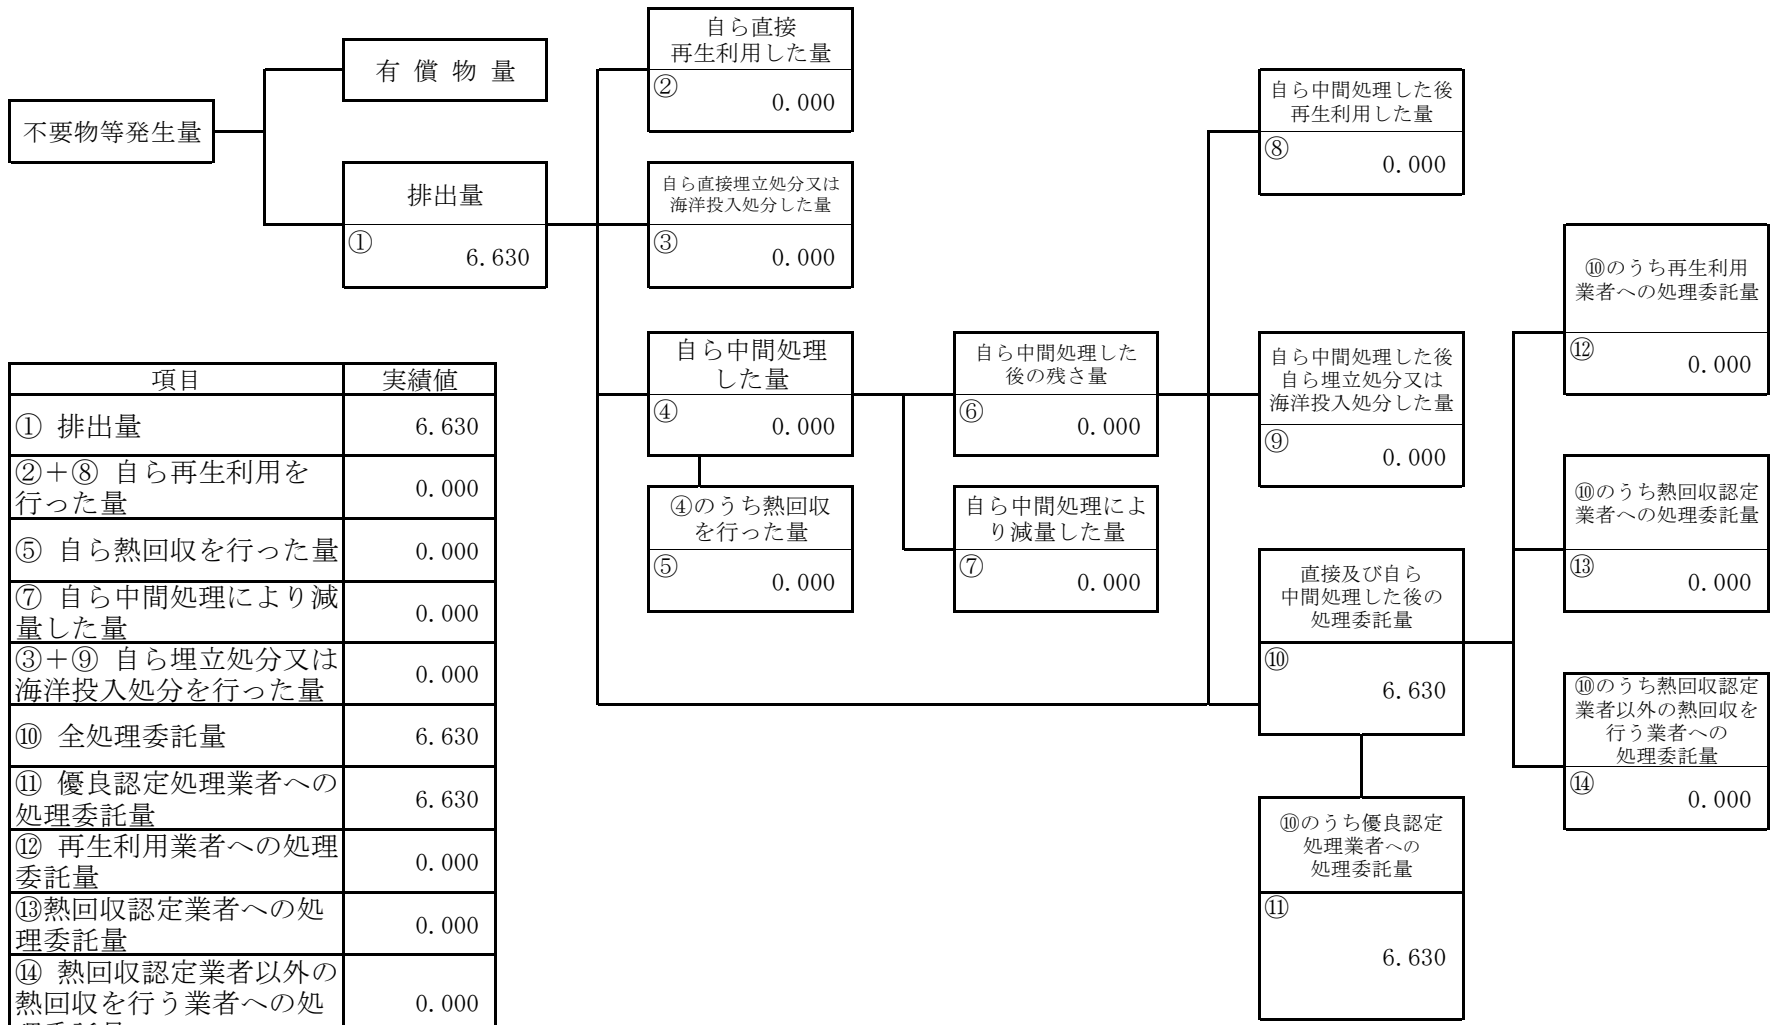 自ら直接
再生利用した量
②
0.000
有 償 物 量
不要物等発生量
排出量
①
6.630
自ら直接埋立処分又は
海洋投入処分した量
③
0.000
自ら中間処理した後
再生利用した量
⑧
0.000
⑩のうち再生利用
業者への処理委託量
⑫
0.000
自ら中間処理
した量
④
0.000
自ら中間処理した
後の残さ量
⑥
0.000
自ら中間処理した後
自ら埋立処分又は
海洋投入処分した量
⑨
0.000
④のうち熱回収
を行った量
⑤
0.000
自ら中間処理によ
り減量した量
⑦
0.000
⑩のうち熱回収認定
業者への処理委託量
⑬
0.000
直接及び自ら
中間処理した後の
処理委託量
⑩
6.630
⑩のうち熱回収認定
業者以外の熱回収を
行う業者への
処理委託量
⑭
0.000
⑩のうち優良認定
処理業者への
処理委託量
⑪
6.630
項目 実績値
① 排出量 6.630
②＋⑧ 自ら再生利用を
行った量 0.000
⑤ 自ら熱回収を行った量 0.000
⑦ 自ら中間処理により減
量した量 0.000
③＋⑨ 自ら埋立処分又は
海洋投入処分を行った量 0.000
⑩ 全処理委託量 6.630
⑪ 優良認定処理業者への
処理委託量 6.630
⑫ 再生利用業者への処理
委託量 0.000
⑬熱回収認定業者への処
理委託量 0.000
⑭ 熱回収認定業者以外の
熱回収を行う業者への処 0.000